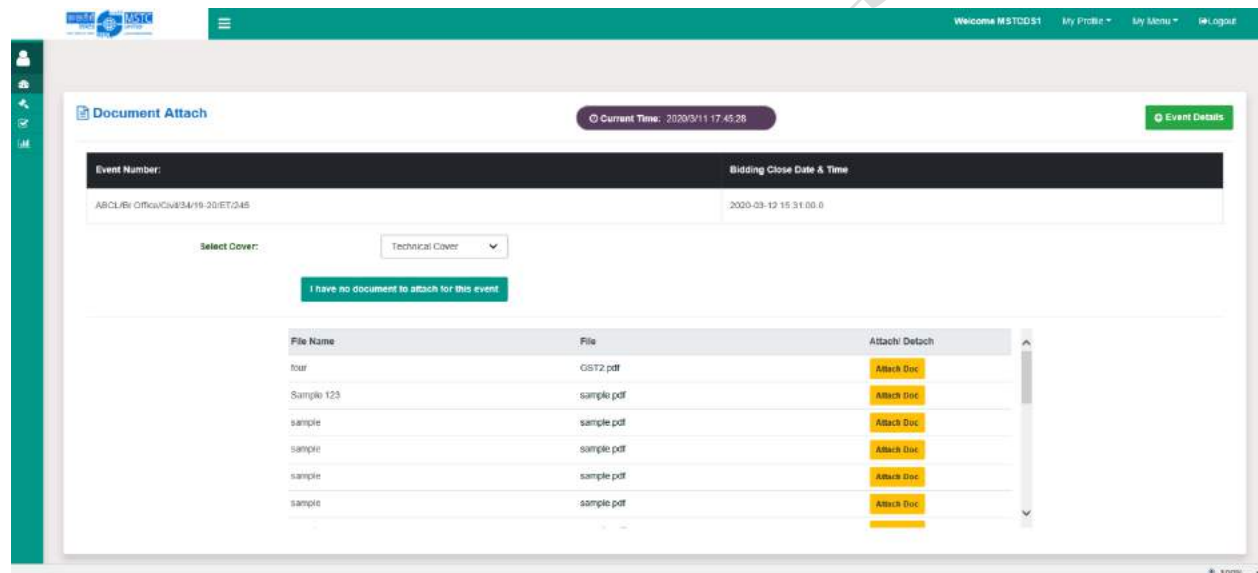 MSTC
Welcome MSTCDS1 My Profile My Menu Logout
Document Attach
Current Time: 2020/3/11 17:45:28
Event Details
Event Number: Bidding Close Date & Time
ABCL/Br Office/Civil/34/19-20/ET/245 2020-03-12 15:31:00.0
Select Cover: Technical Cover
I have no document to attach for this event
File Name File Attach/ Detach
four GST2.pdf Attach Doc
Sample 123 sample.pdf Attach Doc
sample sample.pdf Attach Doc
sample sample.pdf Attach Doc
sample sample.pdf Attach Doc
sample sample.pdf Attach Doc